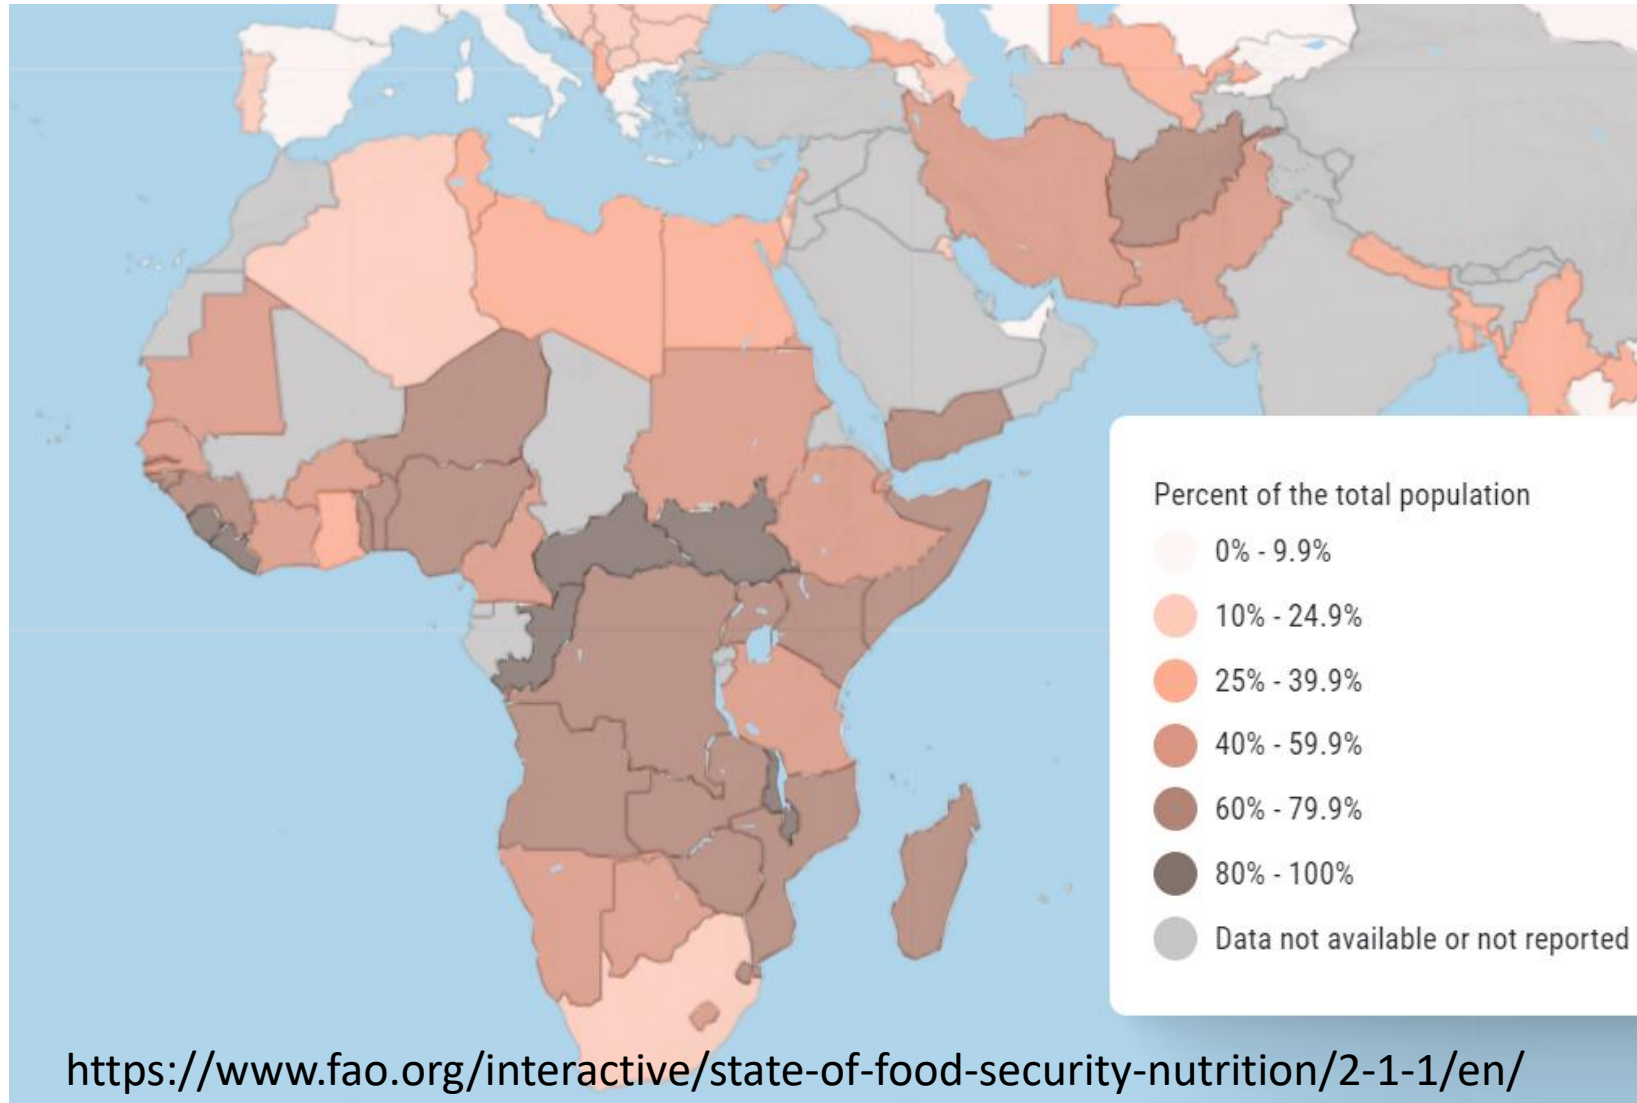 Percent of the total population
0% - 9.9%
10% - 24.9%
25% - 39.9%
40% - 59.9%
60% - 79.9%
80% - 100%
Data not available or not reported
https://www.fao.org/interactive/state-of-food-security-nutrition/2-1-1/en/